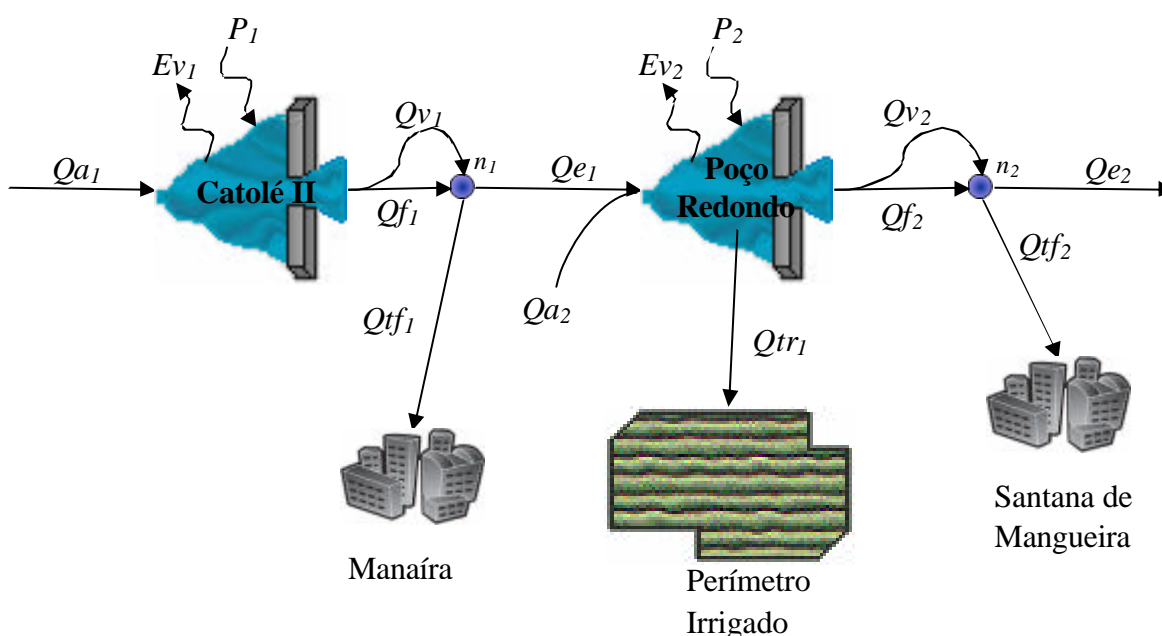 P1
P2
Ev1
Ev2
Qv1
Qv2
n1
n2
Qa1
Catolé II
Qe1
Poço
Redondo
Qe2
Qf1
Qf2
Qtf2
Qa2
Qtf1
Qtr1
Manaíra
Perímetro
Irrigado
Santana de
Mangueira